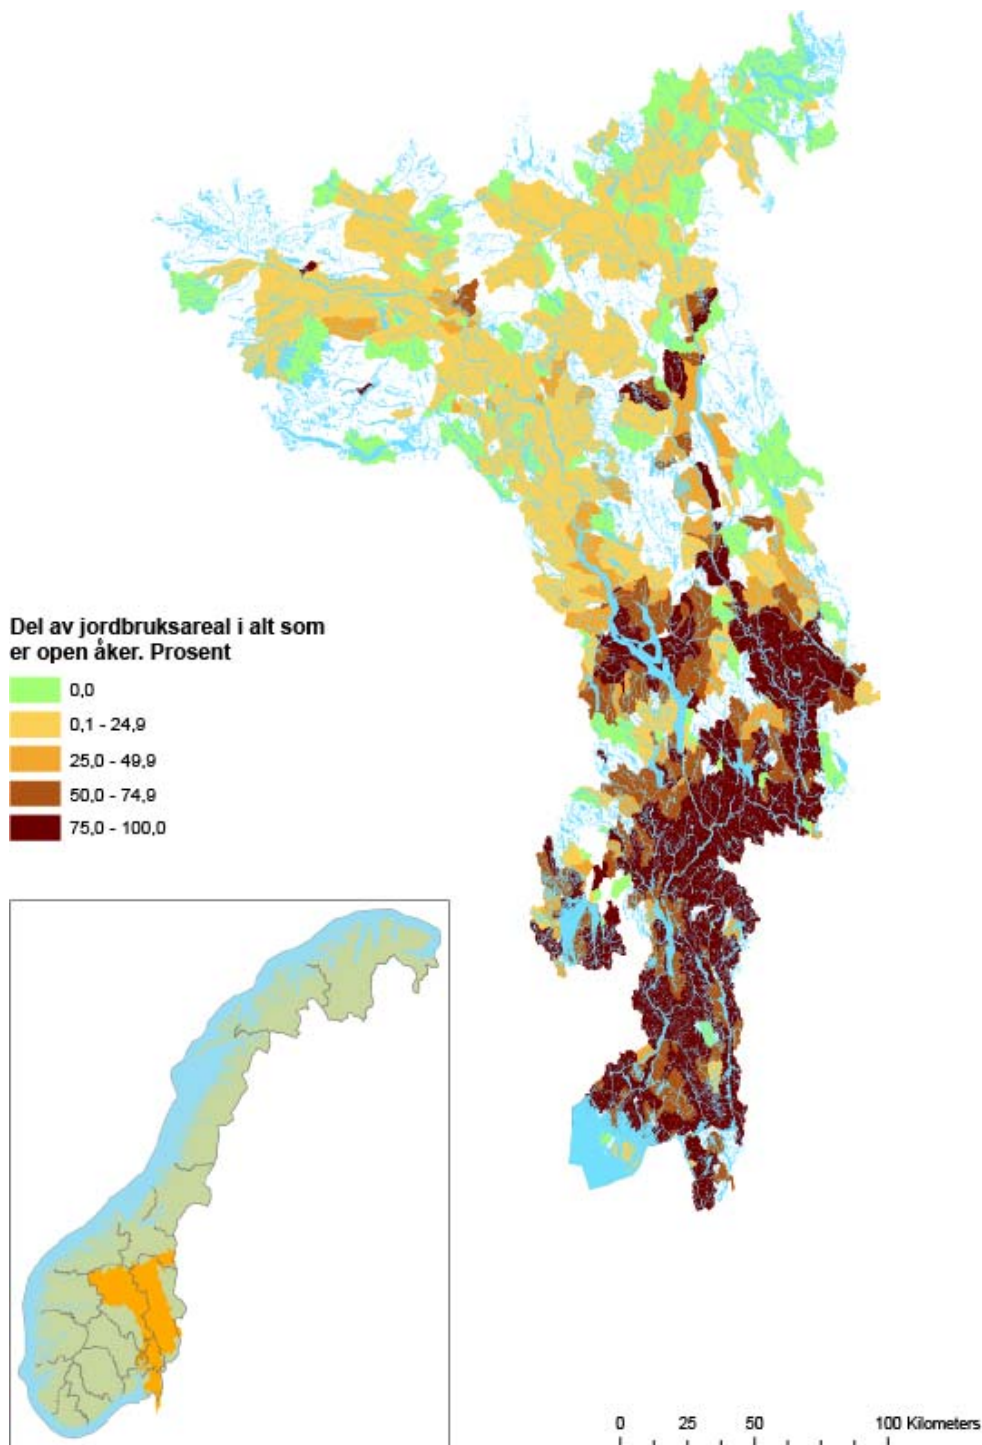 Del av jordbruksareal i alt som
er open åker. Prosent
0,0
0,1 - 24,9
25,0 - 49,9
50,0 - 74,9
75,0 - 100,0
0 25 50 100 Kilometers